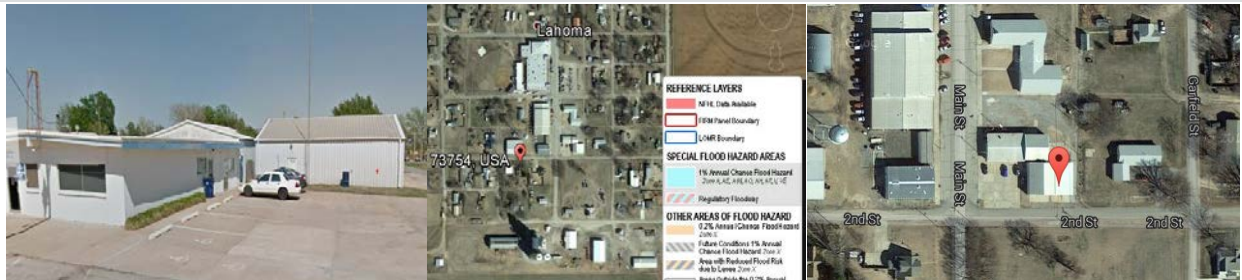 Lahoma
73754, USA
REFERENCE LAYERS
NFHL Data Available
FIRM Panel Boundary
LOMR Boundary
SPECIAL FLOOD HAZARD AREAS
1% Annual Chance Flood Hazard
Regulatory Floodway
OTHER AREAS OF FLOOD HAZARD
0.2% Annual Chance Flood Hazard
Zone X
Future Conditions 1% Annual
Chance Flood Hazard Zone X
Area with Reduced Flood Risk
due to Levee Zone X
Main St
Main St
Garfield St
2nd St
2nd St
2nd St